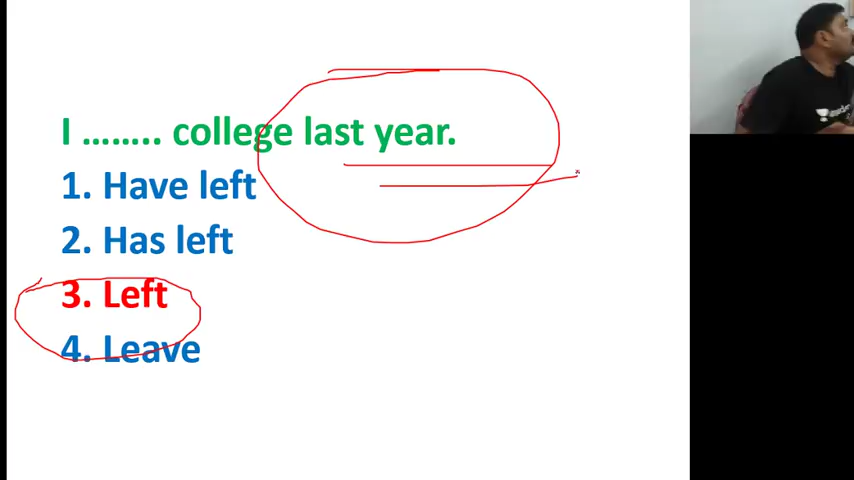 I …….. college last year.
1. Have left
2. Has left
3. Left
4. Leave